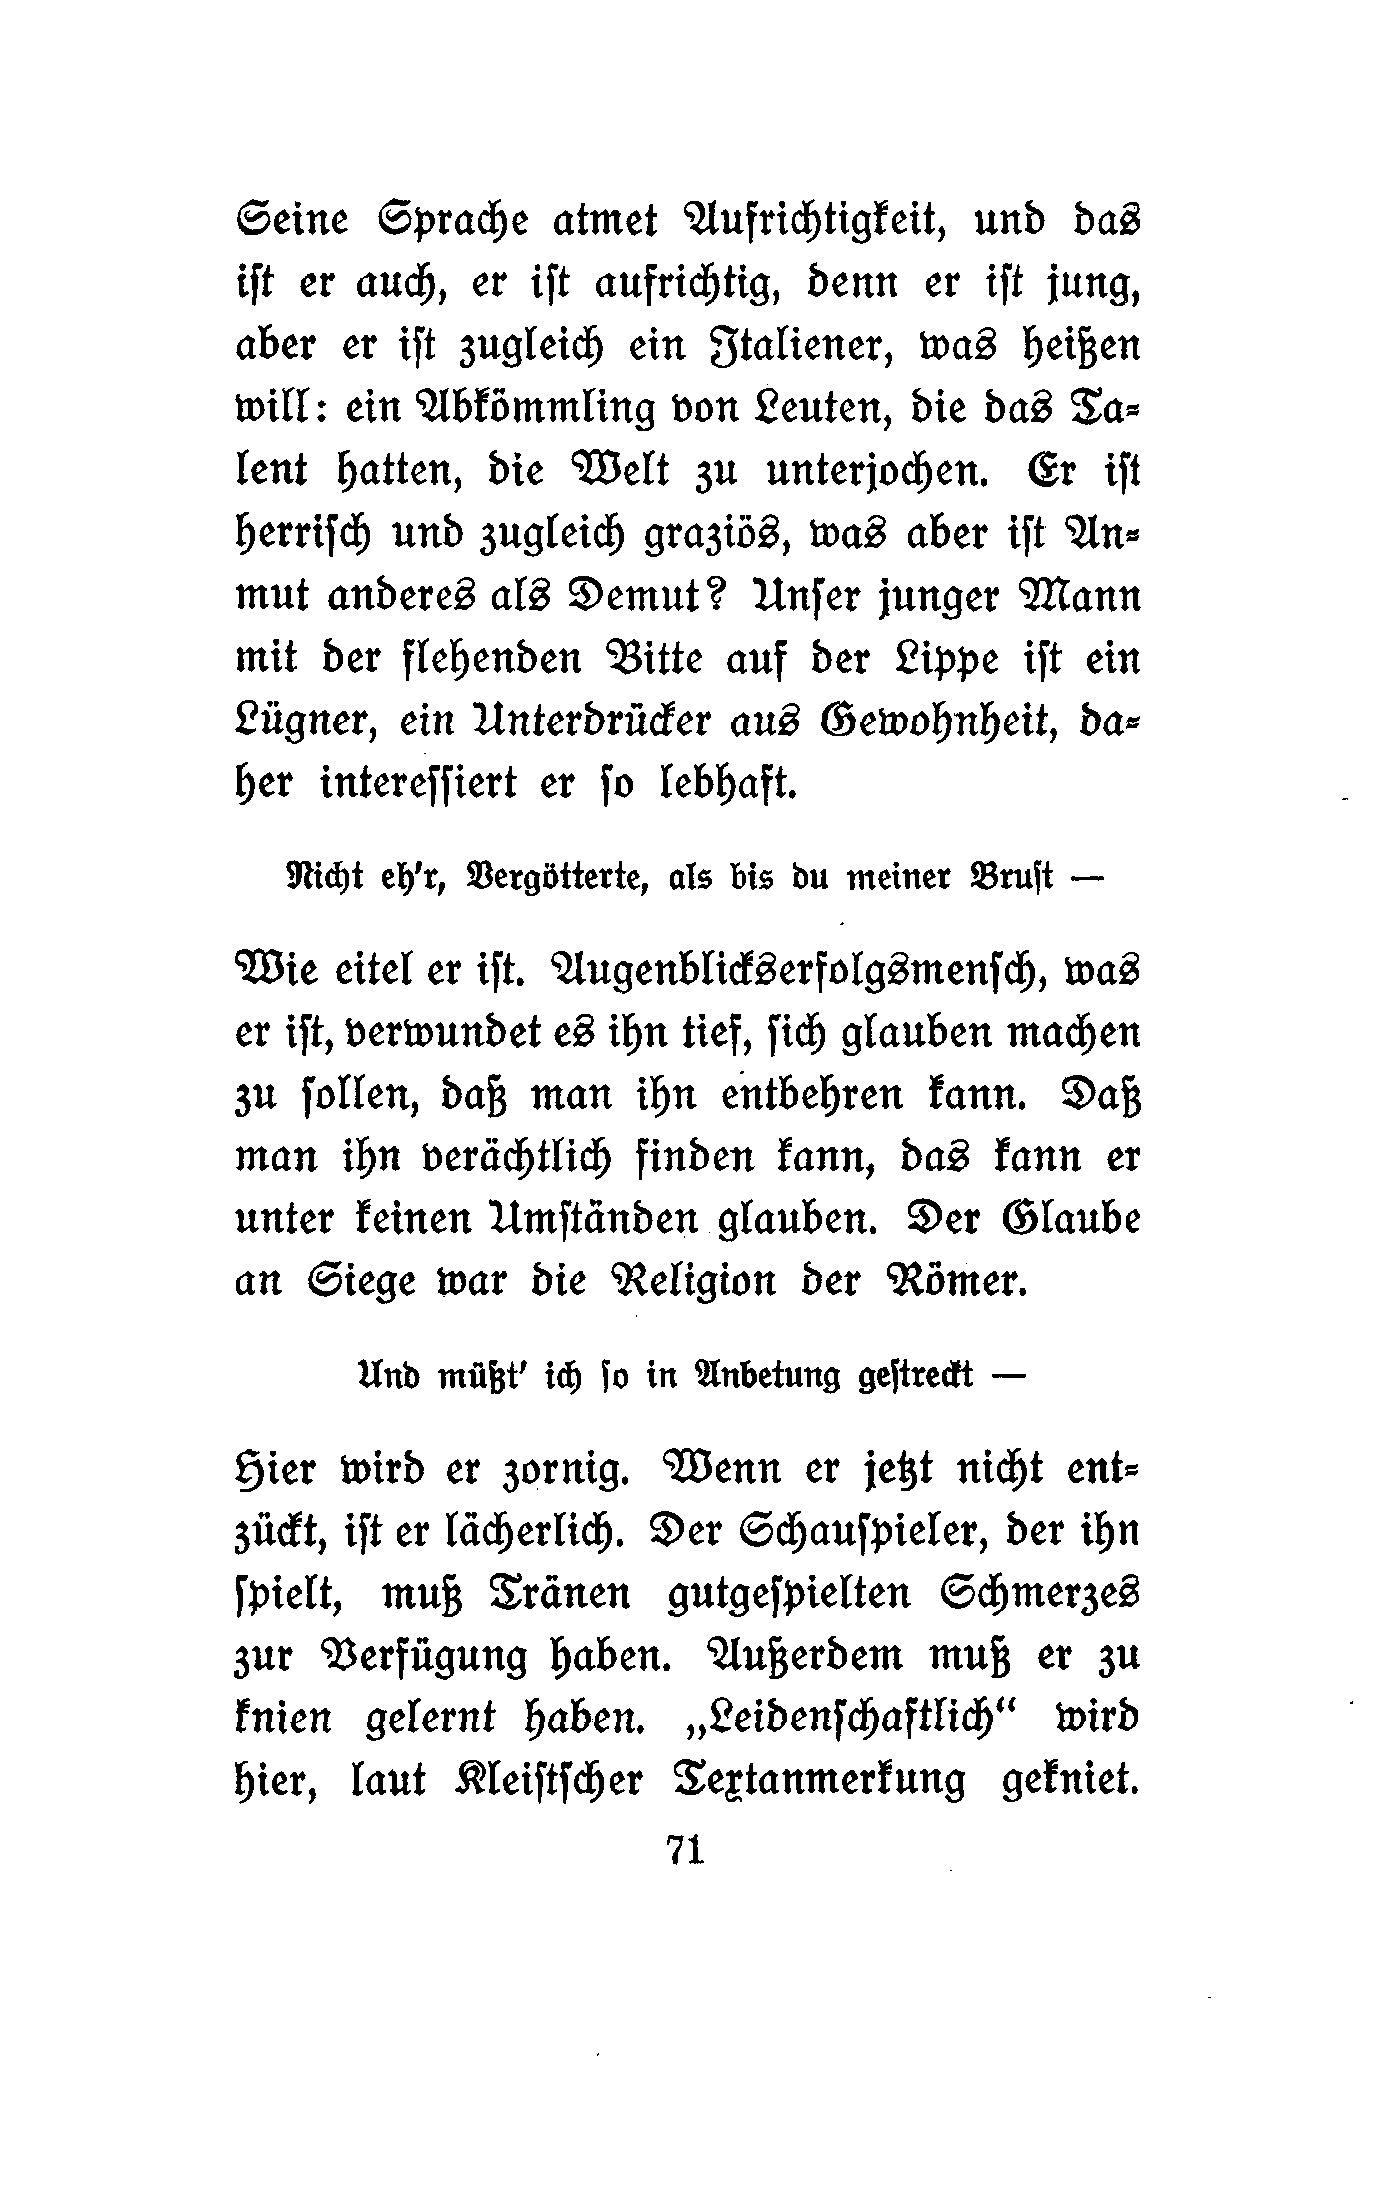 Seine Sprache atmet Aufrichtigkeit, und das
ist er auch, er ist aufrichtig, denn er ist jung,
aber er ist zugleich ein Italiener, was heißen
will: ein Abkömmling von Leuten, die das Ta-
lent hatten, die Welt zu unterjochen. Er ist
herrisch und zugleich graziös, was aber ist An-
mut anderes als Demut? Unser junger Mann
mit der flehenden Bitte auf der Lippe ist ein
Lügner, ein Unterdrücker aus Gewohnheit, da-
her interessiert er so lebhaft.
Nicht eh'r, Vergötterte, als bis du meiner Brust —
Wie eitel er ist. Augenblickserfolgsmensch, was
er ist, verwundet es ihn tief, sich glauben machen
zu sollen, daß man ihn entbehren kann. Daß
man ihn verächtlich finden kann, das kann er
unter keinen Umständen glauben. Der Glaube
an Siege war die Religion der Römer.
Und müßt' ich so in Anbetung gestreckt —
Hier wird er zornig. Wenn er jetzt nicht ent-
zückt, ist er lächerlich. Der Schauspieler, der ihn
spielt, muß Tränen gutgespielten Schmerzes
zur Verfügung haben. Außerdem muß er zu
knien gelernt haben. „Leidenschaftlich“ wird
hier, laut Kleistscher Textanmerkung gekniet.
71